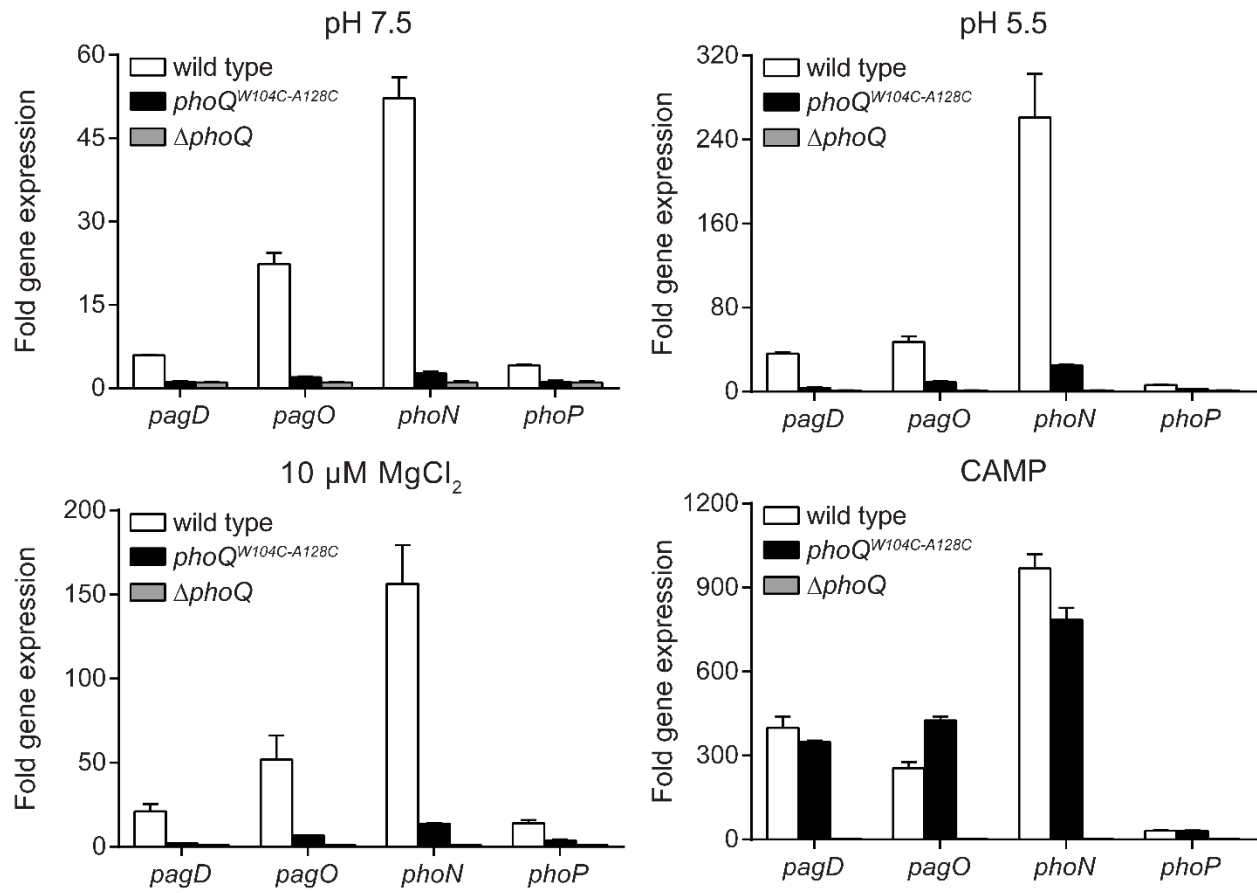 pH 7.5
Fold gene expression
60
45
30
15
0
wild type
phoQW104C-A128C
ΔphoQ
pagD pagO phoN phoP
pH 5.5
Fold gene expression
320
240
160
80
0
wild type
phoQW104C-A128C
ΔphoQ
pagD pagO phoN phoP
10 µM MgCl2
Fold gene expression
200
150
100
50
0
wild type
phoQW104C-A128C
ΔphoQ
pagD pagO phoN phoP
CAMP
Fold gene expression
1200
900
600
300
0
wild type
phoQW104C-A128C
ΔphoQ
pagD pagO phoN phoP